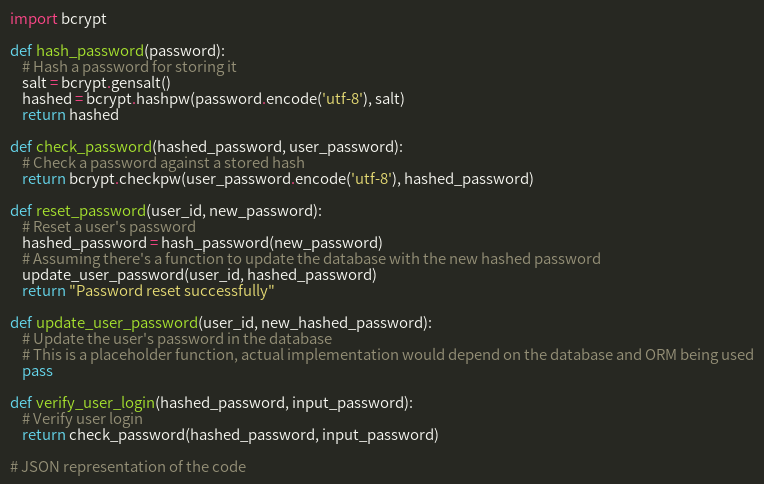 import bcrypt
def hash_password(password):
# Hash a password for storing it
salt = bcrypt.gensalt()
hashed = bcrypt.hashpw(password.encode('utf-8'), salt)
return hashed
def check_password(hashed_password, user_password):
# Check a password against a stored hash
return bcrypt.checkpw(user_password.encode('utf-8'), hashed_password)
def reset_password(user_id, new_password):
# Reset a user's password
hashed_password = hash_password(new_password)
# Assuming there's a function to update the database with the new hashed password
update_user_password(user_id, hashed_password)
return "Password reset successfully"
def update_user_password(user_id, new_hashed_password):
# Update the user's password in the database
# This is a placeholder function, actual implementation would depend on the database and ORM being used
pass
def verify_user_login(hashed_password, input_password):
# Verify user login
return check_password(hashed_password, input_password)
# JSON representation of the code